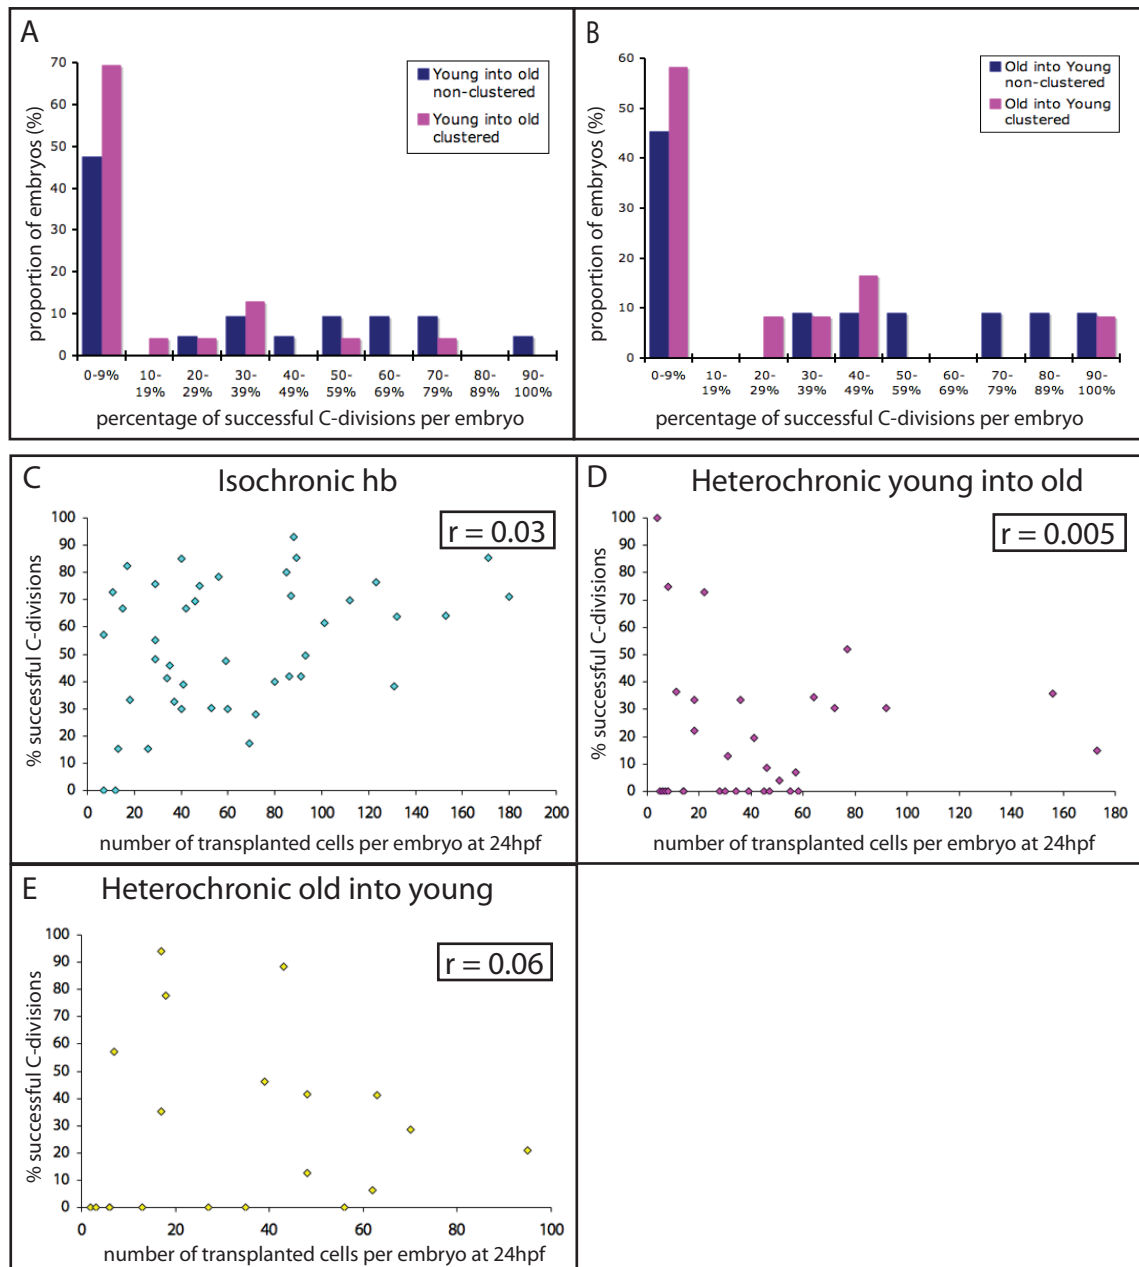 A
proportion of embryos (%)
70
60
50
40
30
20
10
0
Young into old
non-clustered
Young into old
clustered
0-9% 10- 20- 30- 40- 50- 60- 70- 80- 90-
19% 29% 39% 49% 59% 69% 79% 89% 100%
percentage of successful C-divisions per embryo
B
proportion of embryos (%)
60
50
40
30
20
10
0
Old into Young
non-clustered
Old into Young
clustered
0-9% 10- 20- 30- 40- 50- 60- 70- 80- 90-
19% 29% 39% 49% 59% 69% 79% 89% 100%
percentage of successful C-divisions per embryo
C Isochronic hb
r = 0.03
% successful C-divisions
100
90
80
70
60
50
40
30
20
10
0
0 20 40 60 80 100 120 140 160 180 200
number of transplanted cells per embryo at 24hpf
D Heterochronic young into old
r = 0.005
% successful C-divisions
100
90
80
70
60
50
40
30
20
10
0
0 20 40 60 80 100 120 140 160 180
number of transplanted cells per embryo at 24hpf
E Heterochronic old into young
r = 0.06
% successful C-divisions
100
90
80
70
60
50
40
30
20
10
0
0 20 40 60 80 100
number of transplanted cells per embryo at 24hpf